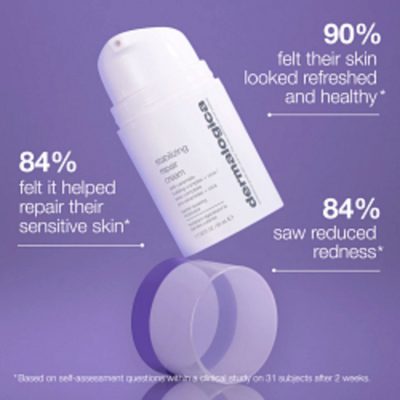 90%
felt their skin
looked refreshed
and healthy*
84%
felt it helped
repair their
sensitive skin*
84%
saw reduced
redness*
stabilizing
repair
cream
dermalogica
*Based on self-assessment questions within a clinical study on 31 subjects after 2 weeks.